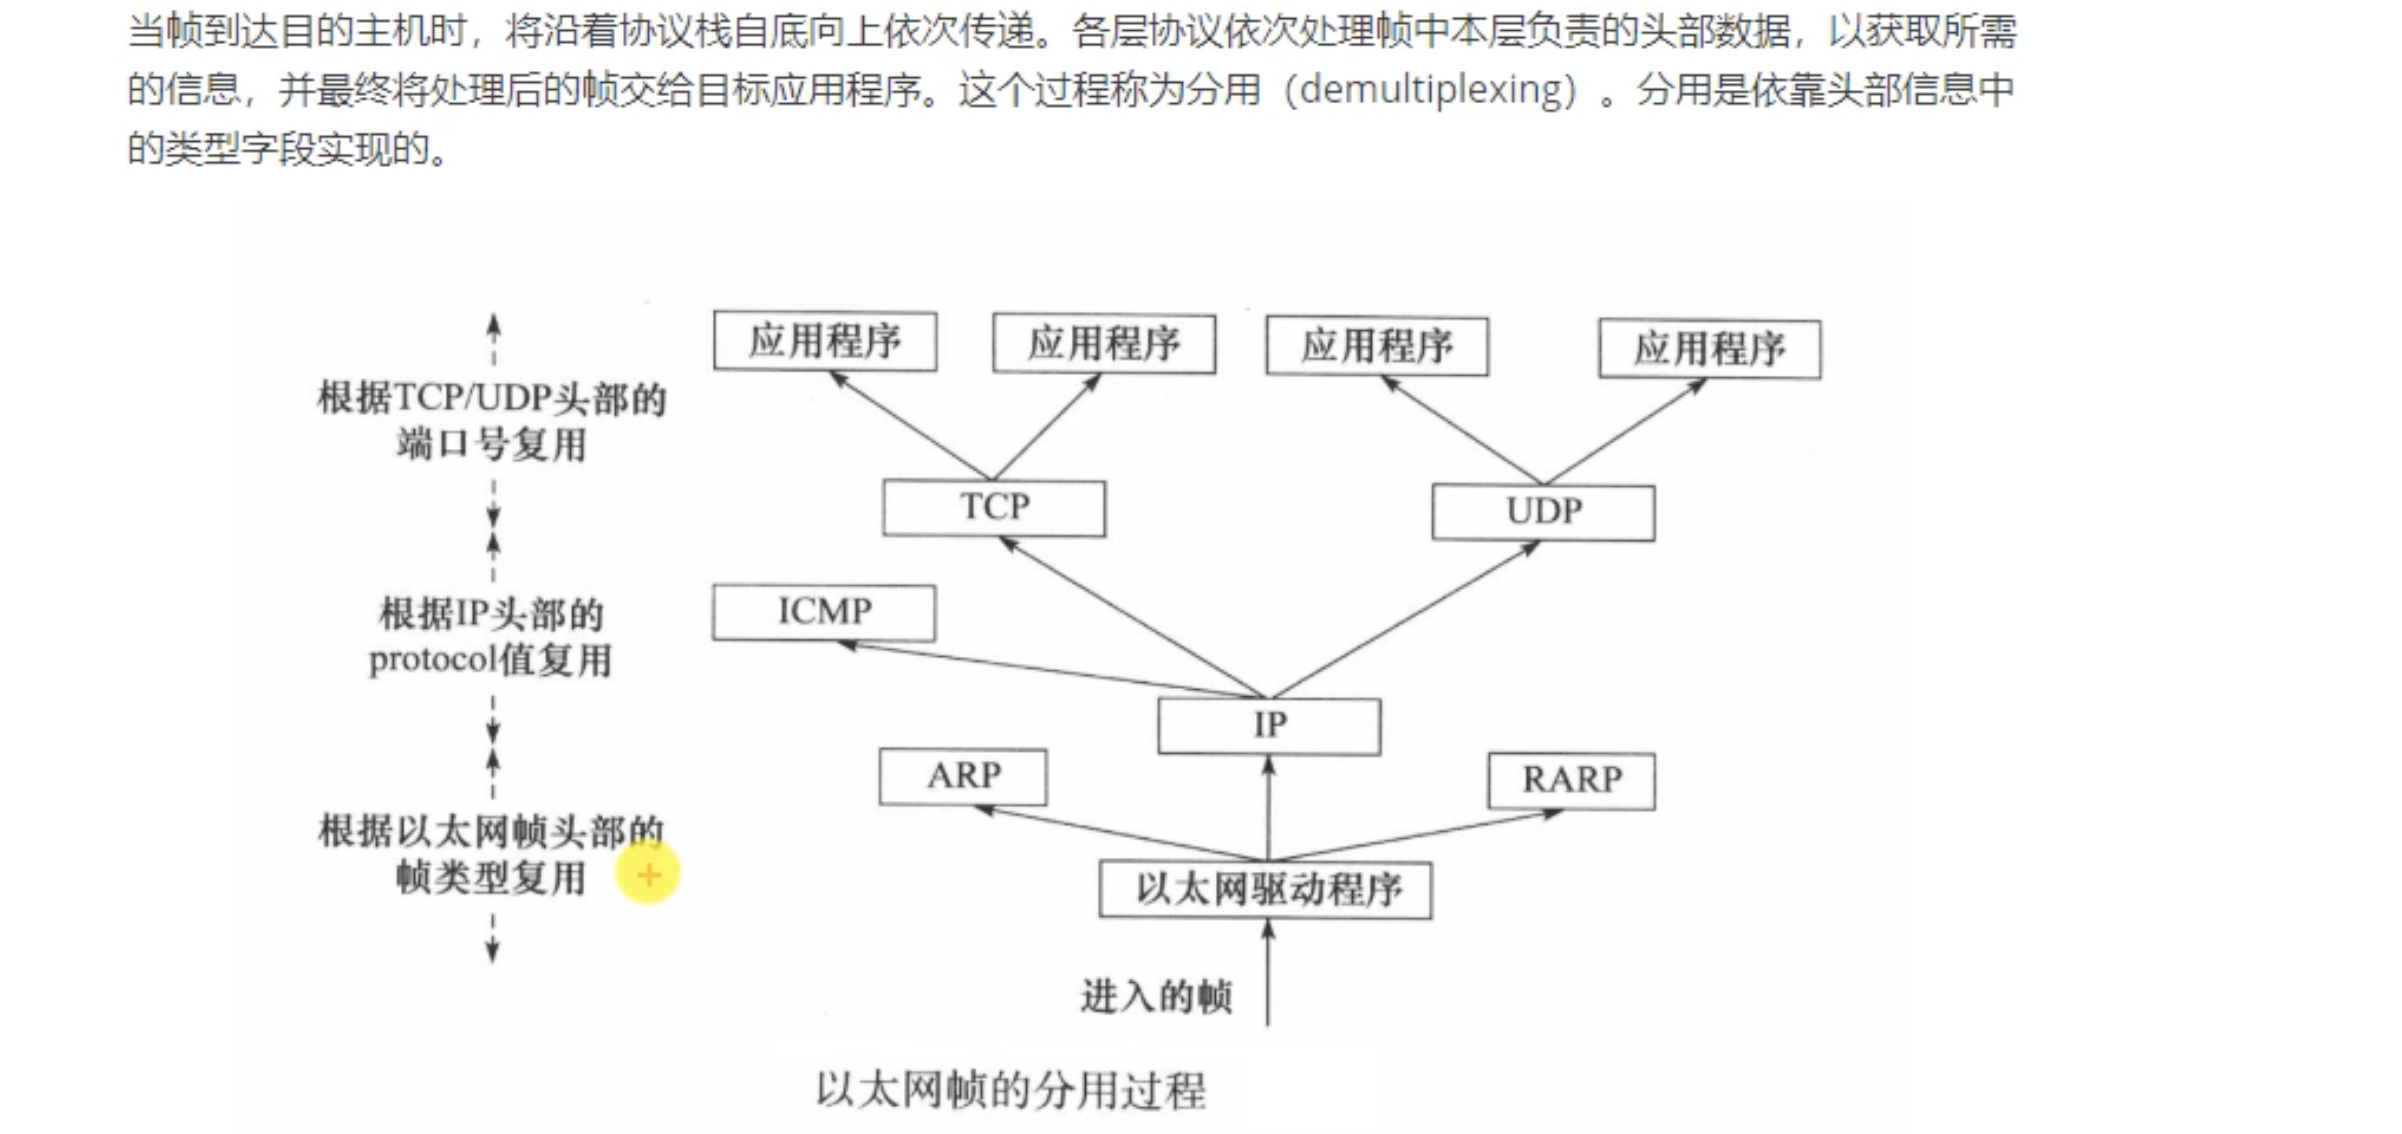 当帧到达目的主机时，将沿着协议栈自底向上依次传递。各层协议依次处理帧中本层负责的头部数据，以获取所需
的信息，并最终将处理后的帧交给目标应用程序。这个过程称为分用（demultiplexing）。分用是依靠头部信息中
的类型字段实现的。
应用程序
应用程序
应用程序
应用程序
根据TCP/UDP头部的
端口号复用
TCP
UDP
根据IP头部的
protocol值复用
ICMP
IP
ARP
RARP
根据以太网帧头部的
帧类型复用
以太网驱动程序
进入的帧
以太网帧的分用过程